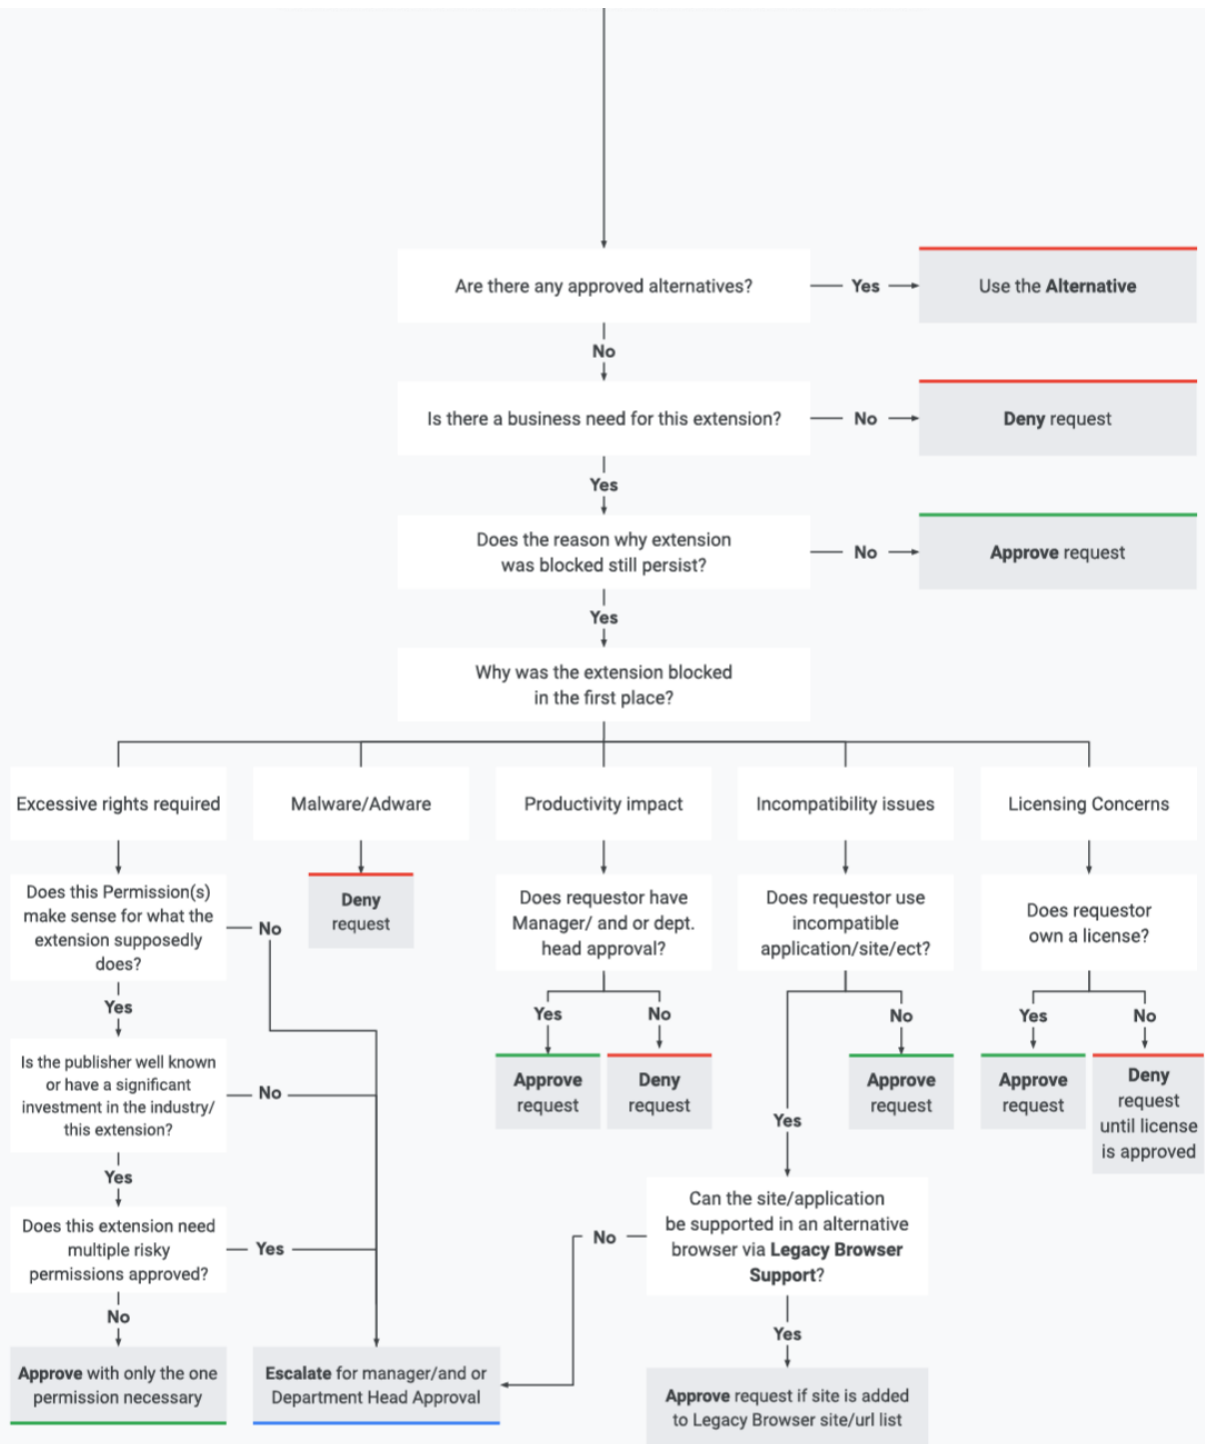 Are there any approved alternatives?
Yes
Use the Alternative
No
Is there a business need for this extension?
No
Deny request
Yes
Does the reason why extension
was blocked still persist?
No
Approve request
Yes
Why was the extension blocked
in the first place?
Excessive rights required
Malware/Adware
Productivity impact
Incompatibility issues
Licensing Concerns
Does this Permission(s)
make sense for what the
extension supposedly
does?
No
Yes
Is the publisher well known
or have a significant
investment in the industry/
this extension?
No
Yes
Does this extension need
multiple risky
permissions approved?
Yes
No
Approve with only the one
permission necessary
Deny
request
Escalate for manager/and or
Department Head Approval
Does requestor have
Manager/ and or dept.
head approval?
Yes
No
Approve
request
Deny
request
Does requestor use
incompatible
application/site/ect?
No
Approve
request
Yes
Can the site/application
be supported in an alternative
browser via Legacy Browser
Support?
No
Yes
Approve request if site is added
to Legacy Browser site/url list
Does requestor
own a license?
Yes
No
Approve
request
Deny
request
until license
is approved